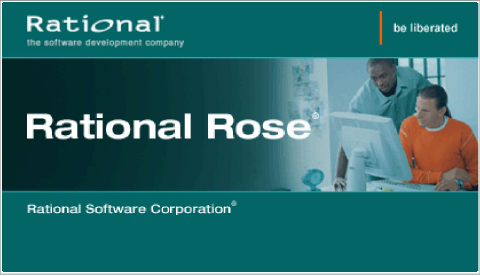 Rational®
the software development company
be liberated
Rational Rose®
Rational Software Corporation®